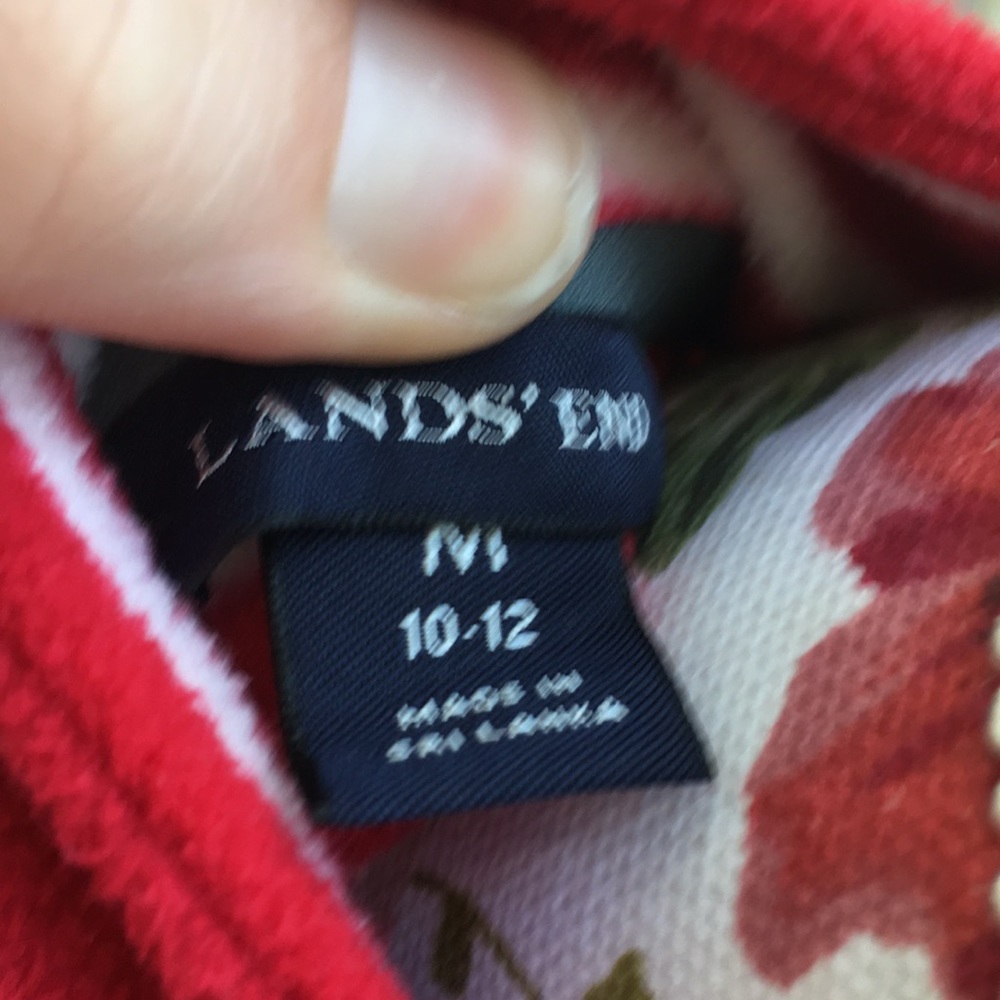 LANDS' END
M
10-12
MADE IN
SRI LANKA